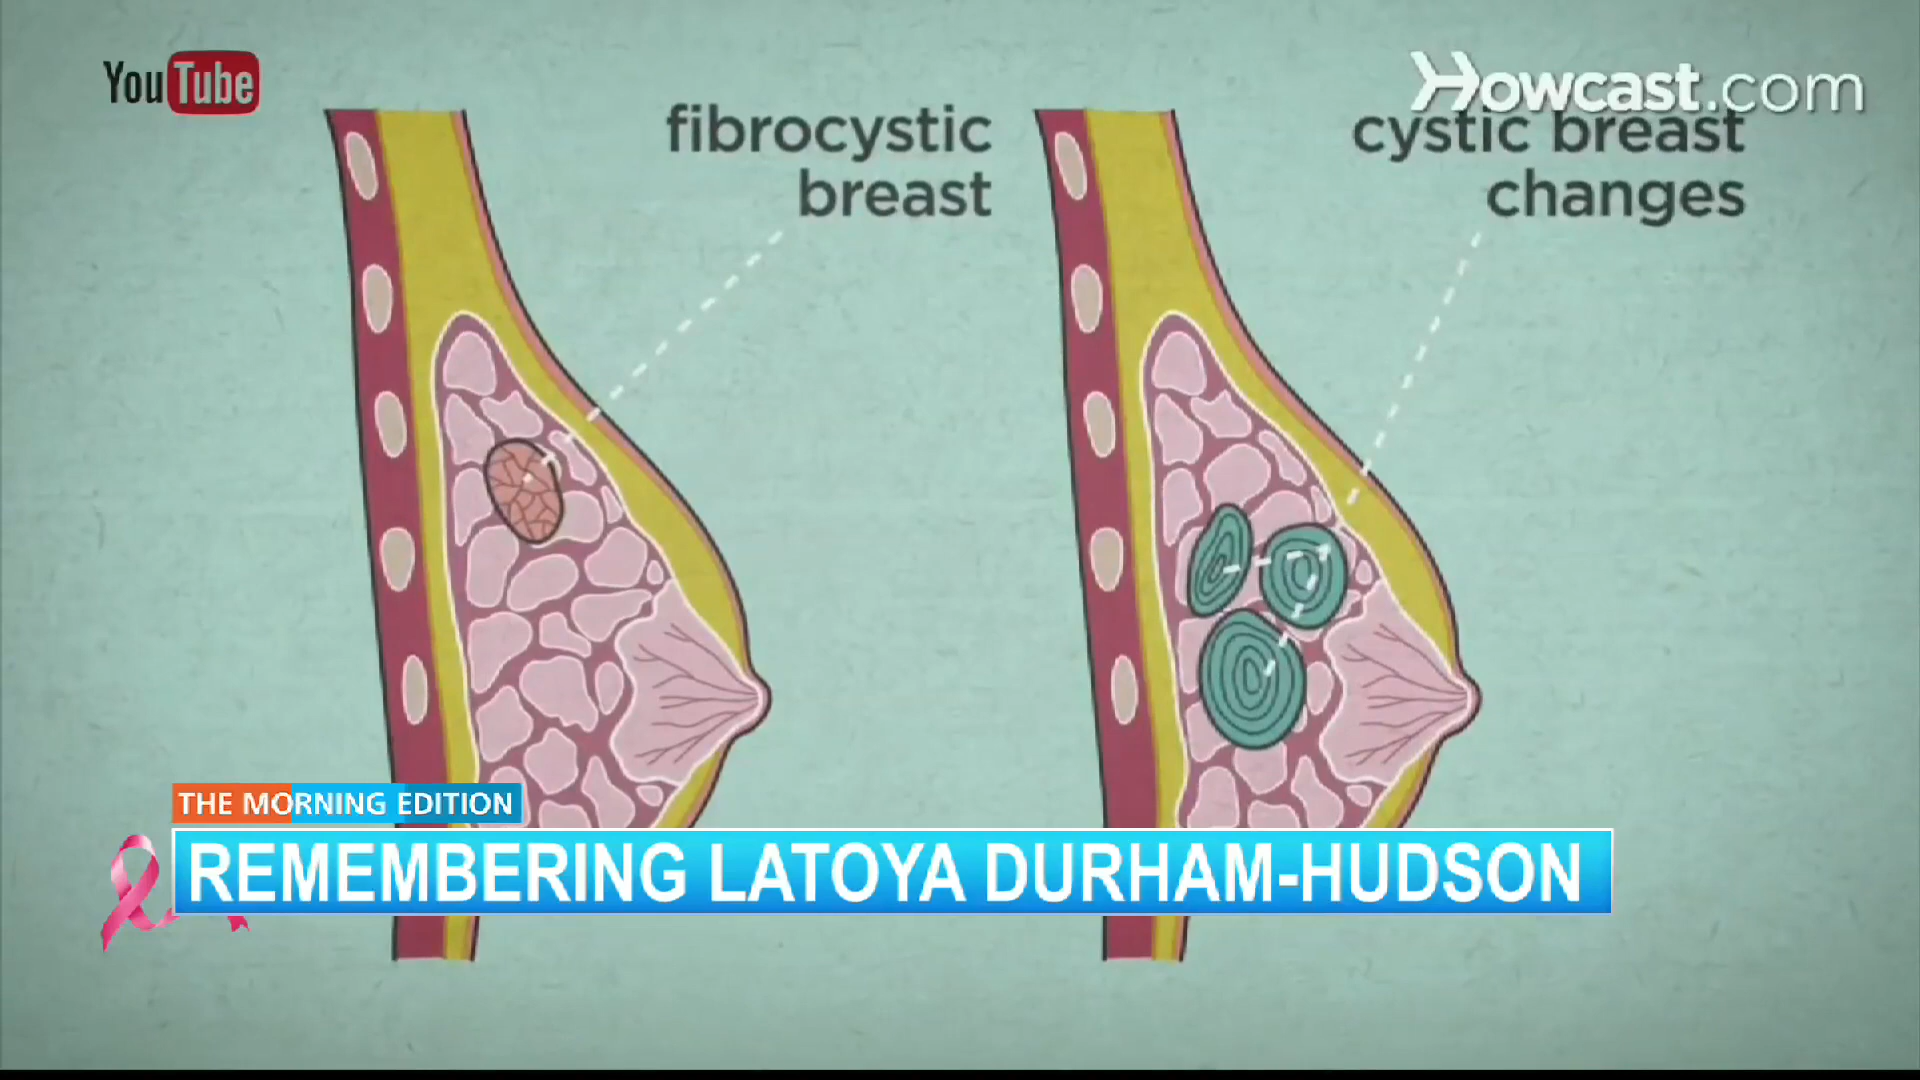 YouTube
Howcast.com
fibrocystic
breast
cystic breast
changes
THE MORNING EDITION
REMEMBERING LATOYA DURHAM-HUDSON